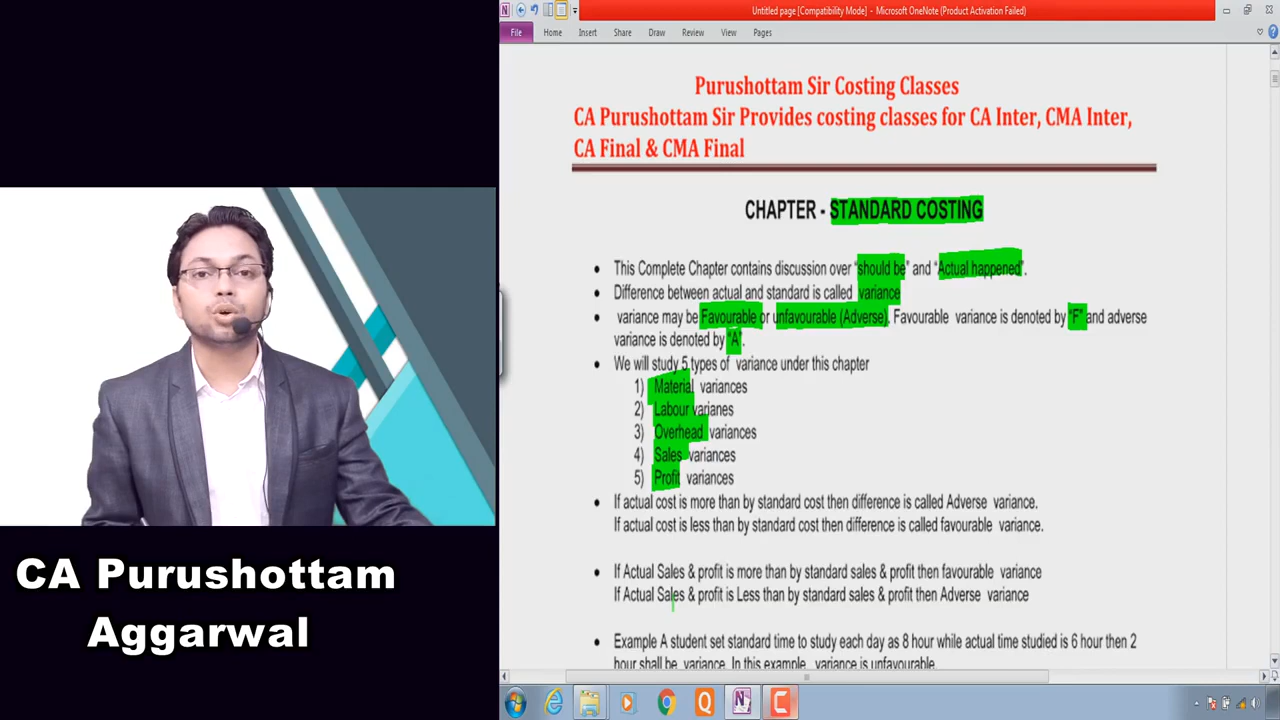 Untitled page [Compatibility Mode] - Microsoft OneNote (Product Activation Failed)
File Home Insert Share Draw Review View Pages
Purushottam Sir Costing Classes
CA Purushottam Sir Provides costing classes for CA Inter, CMA Inter,
CA Final & CMA Final
CHAPTER - STANDARD COSTING
• This Complete Chapter contains discussion over "should be" and "Actual happened".
• Difference between actual and standard is called variance
• variance may be Favourable or unfavourable (Adverse). Favourable variance is denoted by "F" and adverse
variance is denoted by "A".
• We will study 5 types of variance under this chapter
1) Material variances
2) Labour varianes
3) Overhead variances
4) Sales variances
5) Profit variances
• If actual cost is more than by standard cost then difference is called Adverse variance.
If actual cost is less than by standard cost then difference is called favourable variance.
• If Actual Sales & profit is more than by standard sales & profit then favourable variance
If Actual Sales & profit is Less than by standard sales & profit then Adverse variance
• Example A student set standard time to study each day as 8 hour while actual time studied is 6 hour then 2
hour shall be variance. In this example variance is unfavourable
CA Purushottam
Aggarwal